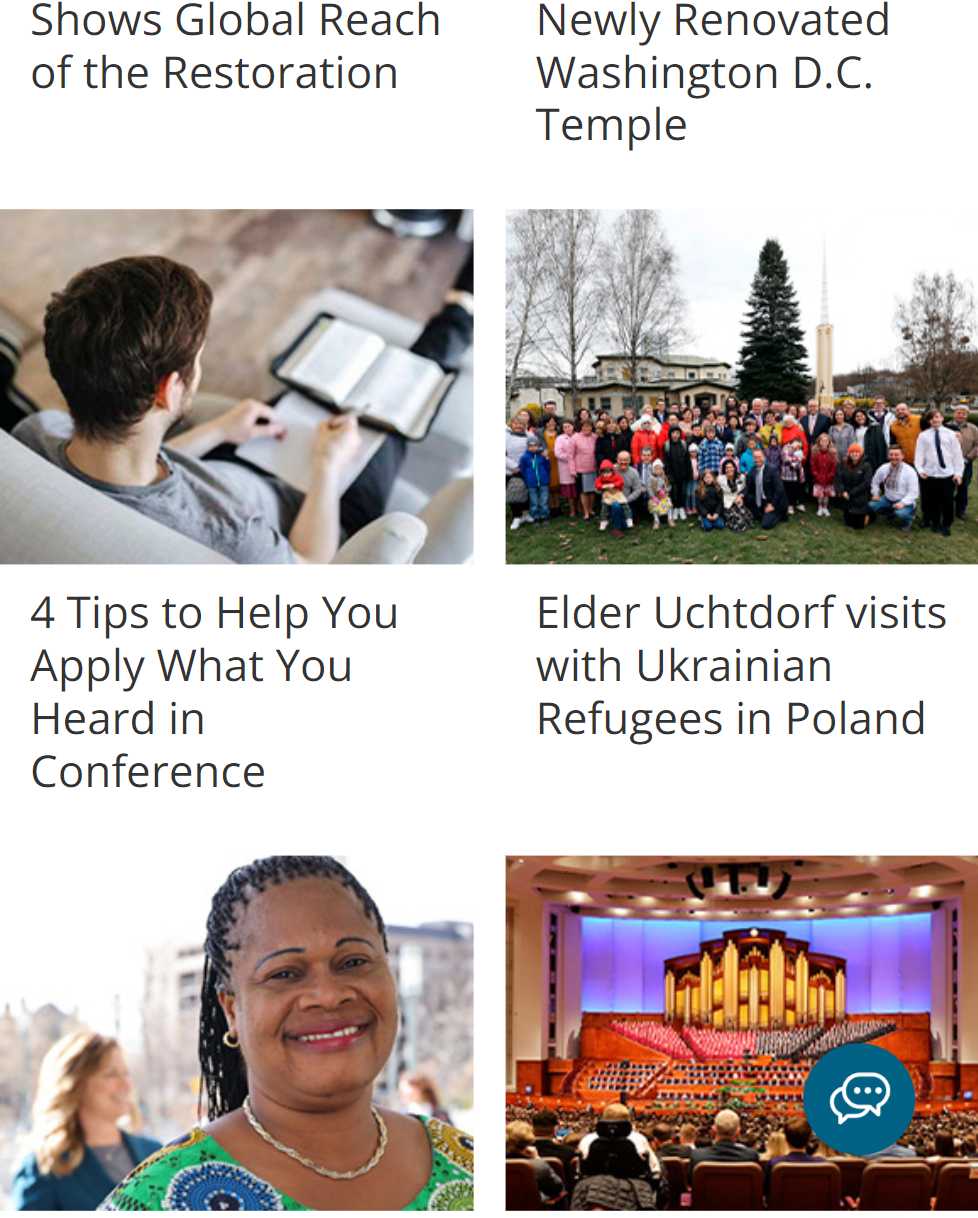 Shows Global Reach
of the Restoration
Newly Renovated
Washington D.C.
Temple
4 Tips to Help You
Apply What You
Heard in
Conference
Elder Uchtdorf visits
with Ukrainian
Refugees in Poland